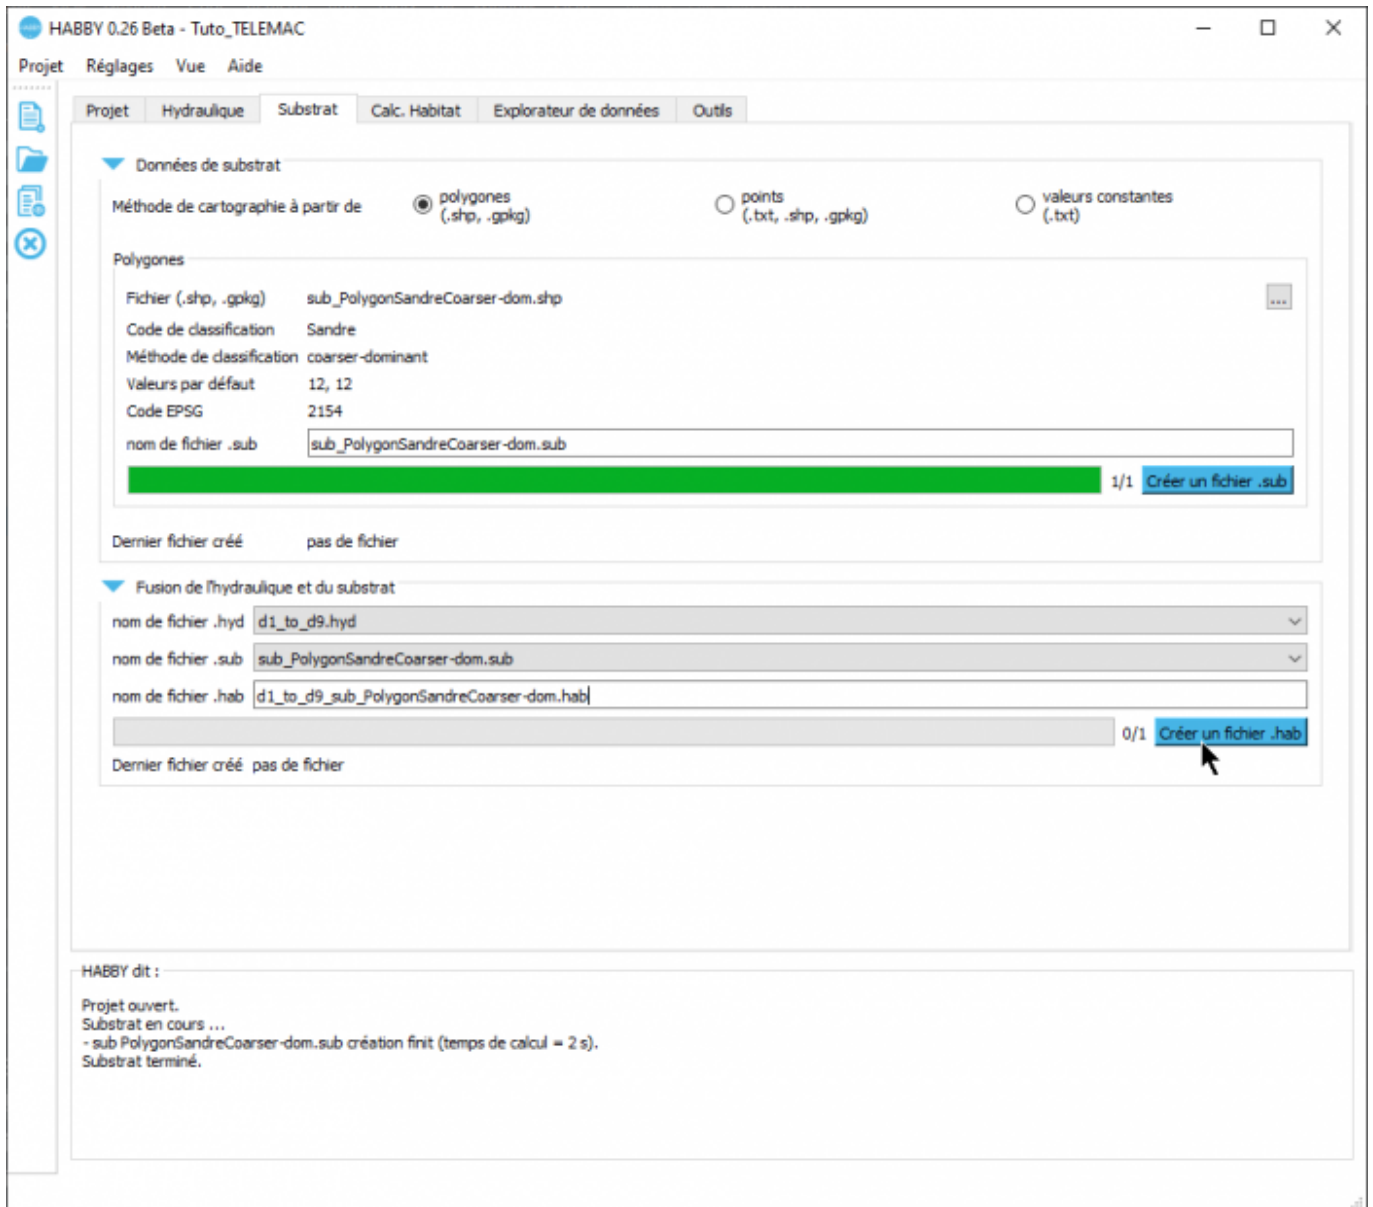 HABBY 0.26 Beta - Tuto_TELEMAC
Projet Réglages Vue Aide
Projet Hydraulique Substrat Calc. Habitat Explorateur de données Outils
Données de substrat
Méthode de cartographie à partir de
polygones
(.shp, .gpkg)
points
(.txt, .shp, .gpkg)
valeurs constantes
(.txt)
Polygones
Fichier (.shp, .gpkg) sub_PolygonSandreCoarser-dom.shp ...
Code de classification Sandre
Méthode de classification coarser-dominant
Valeurs par défaut 12, 12
Code EPSG 2154
nom de fichier .sub sub_PolygonSandreCoarser-dom.sub
1/1 Créer un fichier .sub
Dernier fichier créé pas de fichier
Fusion de l'hydraulique et du substrat
nom de fichier .hyd d1_to_d9.hyd
nom de fichier .sub sub_PolygonSandreCoarser-dom.sub
nom de fichier .hab d1_to_d9_sub_PolygonSandreCoarser-dom.hab
0/1 Créer un fichier .hab
Dernier fichier créé pas de fichier
HABBY dit :
Projet ouvert.
Substrat en cours ...
- sub PolygonSandreCoarser-dom.sub création finit (temps de calcul = 2 s).
Substrat terminé.